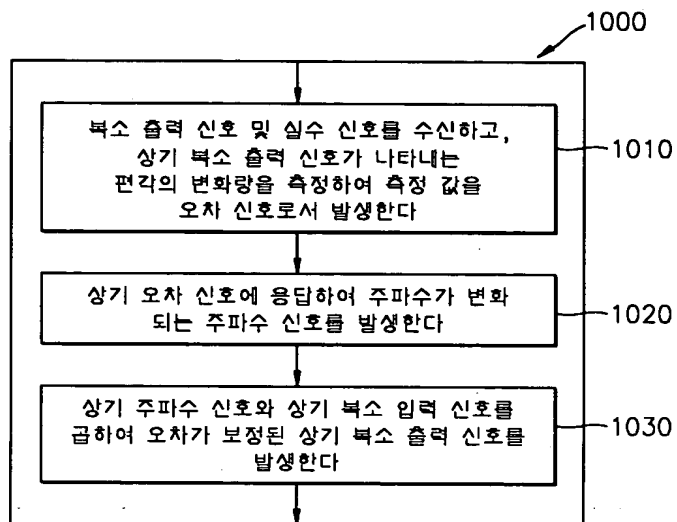 1000
복소 출력 신호 및 실수 신호를 수신하고,
상기 복소 출력 신호가 나타내는
편각의 변화량을 측정하여 측정 값을
오차 신호로서 발생한다
1010
상기 오차 신호에 응답하여 주파수가 변화
되는 주파수 신호를 발생한다
1020
상기 주파수 신호와 상기 복소 입력 신호를
곱하여 오차가 보정된 상기 복소 출력 신호를
발생한다
1030